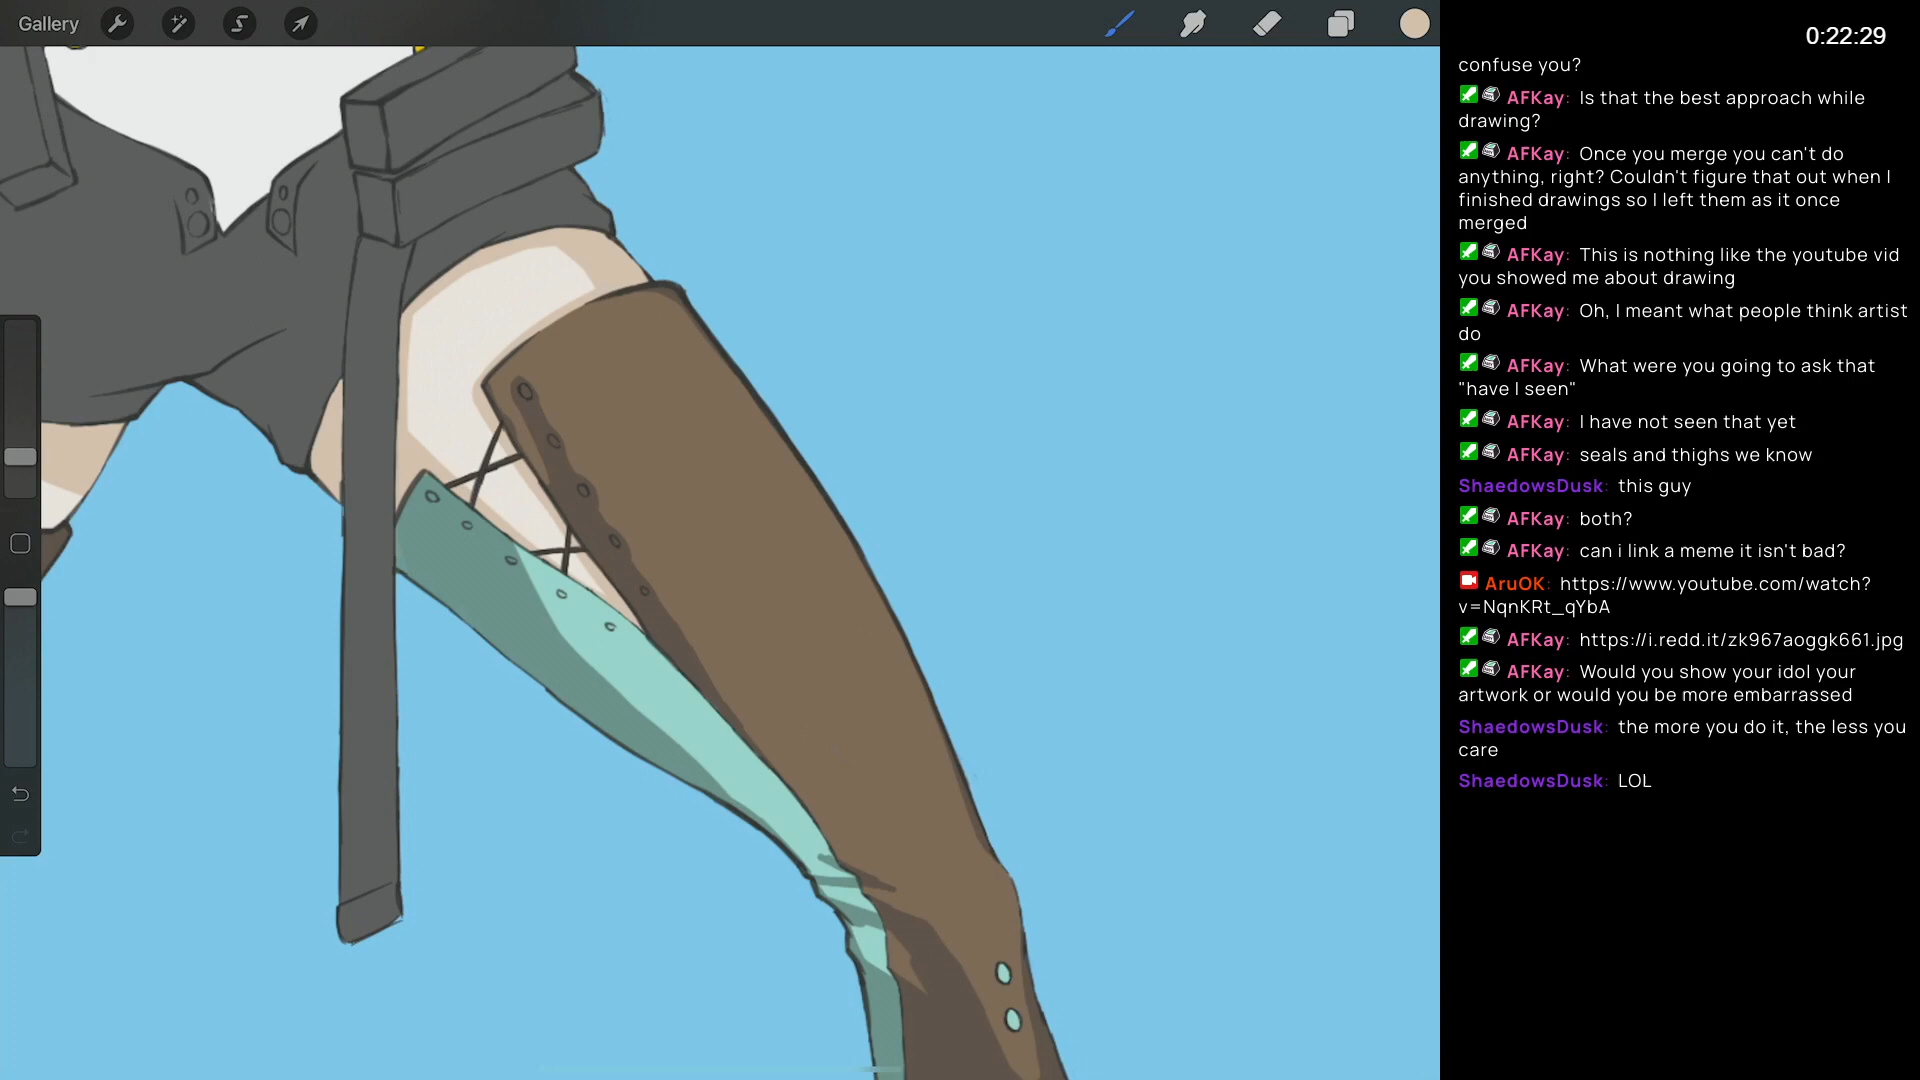 Gallery
0:22:29
confuse you?
AFKay: Is that the best approach while
drawing?
AFKay: Once you merge you can't do
anything, right? Couldn't figure that out when I
finished drawings so I left them as it once
merged
AFKay: This is nothing like the youtube vid
you showed me about drawing
AFKay: Oh, I meant what people think artist
do
AFKay: What were you going to ask that
"have I seen"
AFKay: I have not seen that yet
AFKay: seals and thighs we know
ShaedowsDusk: this guy
AFKay: both?
AFKay: can i link a meme it isn't bad?
AruOK: https://www.youtube.com/watch?
v=NqnKRt_qYbA
AFKay: https://i.redd.it/zk967aoggk661.jpg
AFKay: Would you show your idol your
artwork or would you be more embarrassed
ShaedowsDusk: the more you do it, the less you
care
ShaedowsDusk: LOL